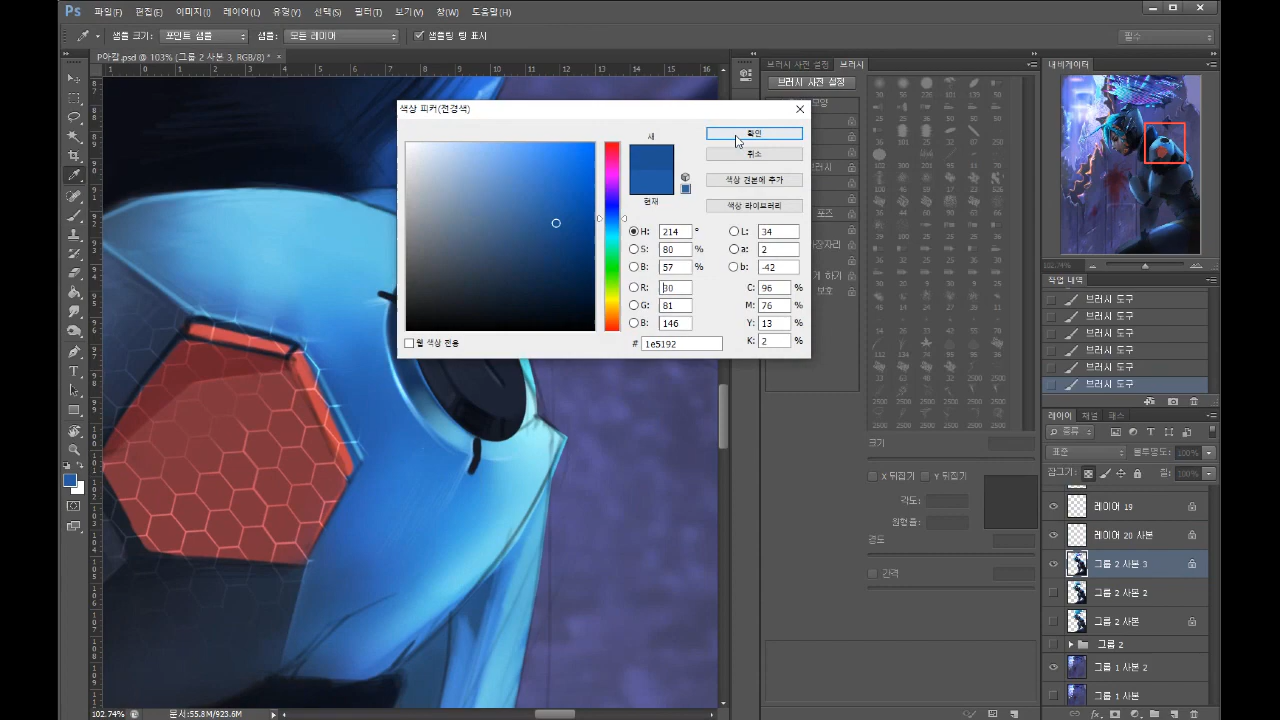 Ps 파일(F) 편집(E) 이미지(I) 레이어(L) 유형(Y) 선택(S) 필터(T) 보기(V) 창(W) 도움말(H)
샘플 크기: 포인트 샘플 샘플: 모든 레이어 샘플링 링 표시 필수
P아칼.psd @ 103% (그룹 2 사본 3, RGB/8) *
브러시 사전 설정 브러시 내비게이터
브러시 사전 설정
색상 피커(전경색)
새
현재
확인
취소
색상 견본에 추가
색상 라이브러리
H: 214 °
S: 80 %
B: 57 %
R: 30
G: 81
B: 146
# 1e5192
L: 34
a: 2
b: -42
C: 96 %
M: 76 %
Y: 13 %
K: 2 %
웹 색상 전용
크기
X 뒤집기 Y 뒤집기
각도:
원형율:
경도
간격
102.74%
작업 내역
브러시 도구
브러시 도구
브러시 도구
브러시 도구
브러시 도구
브러시 도구
레이어 채널 패스
종류
표준 불투명도: 100%
잠그기: 칠: 100%
레이어 19
레이어 20 사본
그룹 2 사본 3
그룹 2 사본 2
그룹 2 사본
그룹 2
그룹 1 사본 2
그룹 1 사본
102.74% 문서:55.8M/923.6M